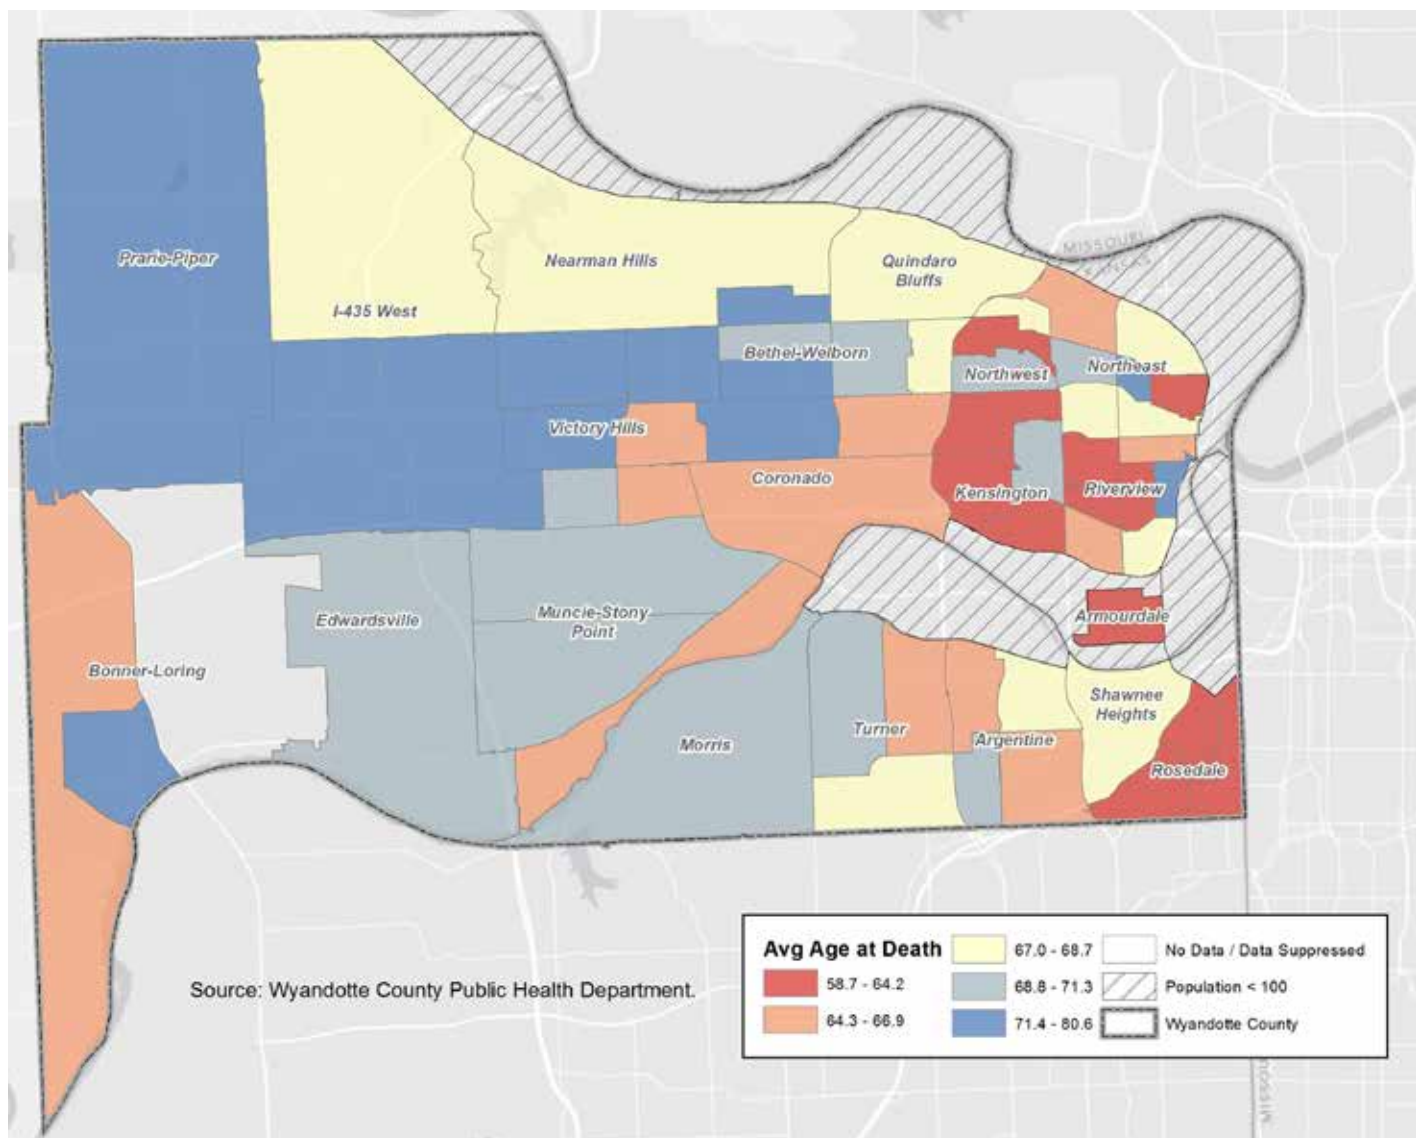 MISSOURI
KANSAS
Prarie-Piper
Nearman Hills
Quindaro
Bluffs
I-435 West
Bethel-Welborn
Northwest
Northeast
Victory Hills
Coronado
Kensington
Riverview
Edwardsville
Muncie-Stony
Point
Armourdale
Bonner-Loring
Shawnee
Heights
Turner
Morris
Argentine
Rosedale
Source: Wyandotte County Public Health Department.
Avg Age at Death
58.7 - 64.2
64.3 - 66.9
67.0 - 68.7
68.8 - 71.3
71.4 - 80.6
No Data / Data Suppressed
Population < 100
Wyandotte County